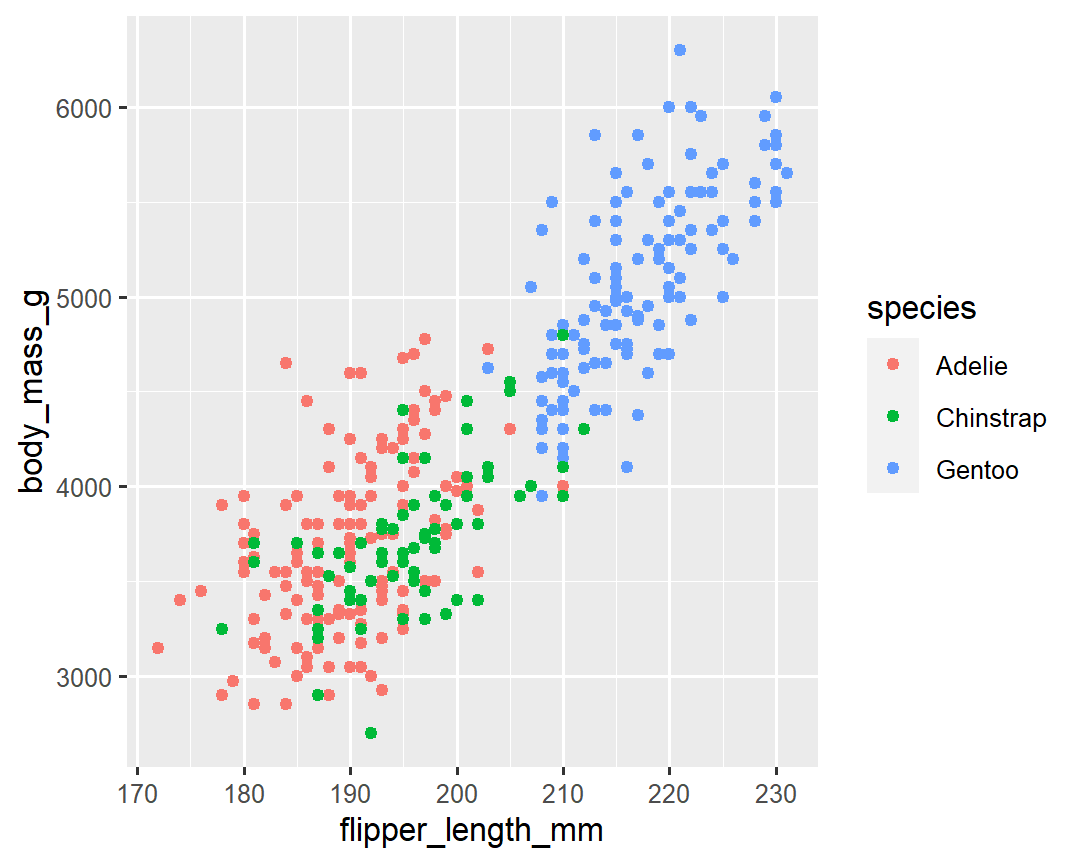 6000
5000
4000
3000
body_mass_g
170 180 190 200 210 220 230
flipper_length_mm
species
Adelie
Chinstrap
Gentoo